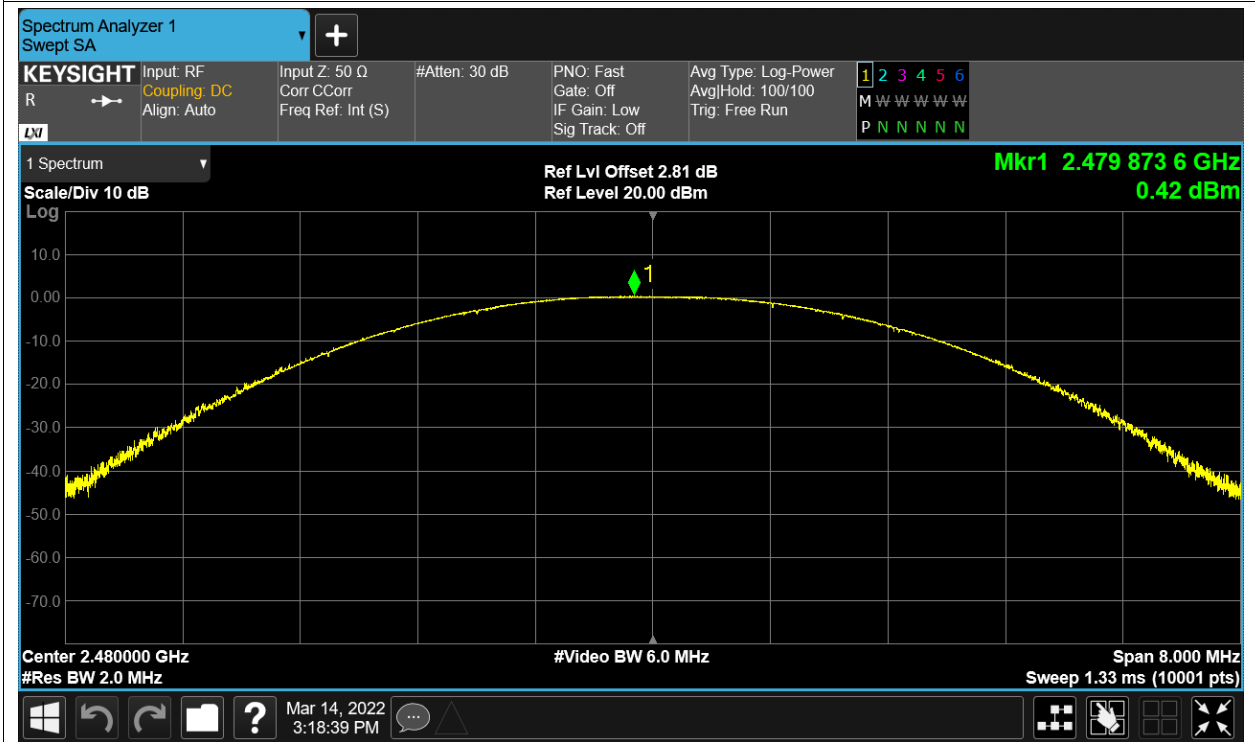 Spectrum Analyzer 1
Swept SA
+
KEYSIGHT
R
LXI
Input: RF
Coupling: DC
Align: Auto
Input Z: 50 Ω
Corr CCorr
Freq Ref: Int (S)
#Atten: 30 dB
PNO: Fast
Gate: Off
IF Gain: Low
Sig Track: Off
Avg Type: Log-Power
Avg|Hold: 100/100
Trig: Free Run
1 2 3 4 5 6
M W W W W W
P N N N N N
1 Spectrum
Scale/Div 10 dB
Log
Ref Lvl Offset 2.81 dB
Ref Level 20.00 dBm
Mkr1 2.479 873 6 GHz
0.42 dBm
1
10.0
0.00
-10.0
-20.0
-30.0
-40.0
-50.0
-60.0
-70.0
Center 2.480000 GHz
#Res BW 2.0 MHz
#Video BW 6.0 MHz
Span 8.000 MHz
Sweep 1.33 ms (10001 pts)
?
Mar 14, 2022
3:18:39 PM